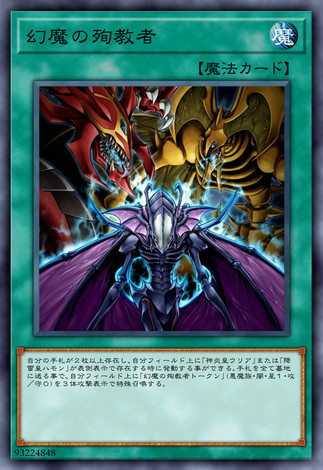 幻魔の殉教者
魔
【魔法カード】
自分の手札が２枚以上存在し、自分フィールド上に「神炎皇ウリア」または「降
雷皇ハモン」が表側表示で存在する時に発動する事ができる。手札を全て墓地
に送る事で、自分フィールド上に「幻魔の殉教者トークン」(悪魔族・闇・星１・攻
／守０)を３体攻撃表示で特殊召喚する。
93224848